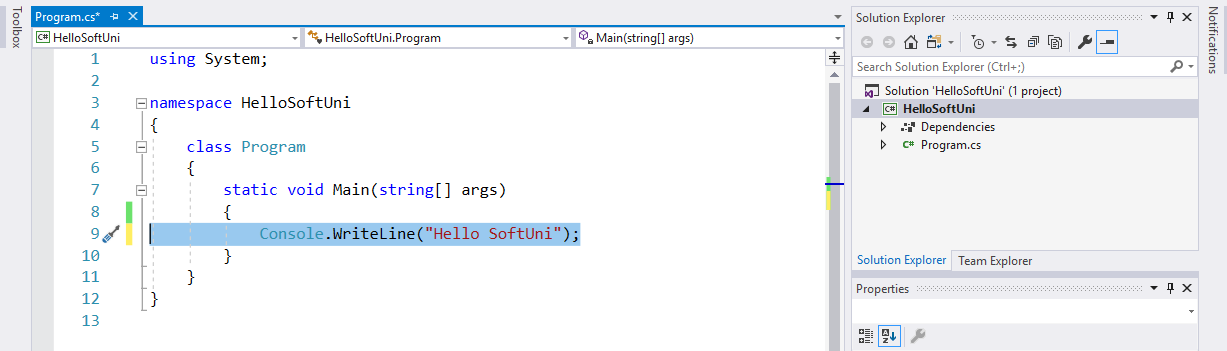 Toolbox
Program.cs*
HelloSoftUni
HelloSoftUni.Program
Main(string[] args)
1 using System;
2
3 namespace HelloSoftUni
4 {
5 class Program
6 {
7 static void Main(string[] args)
8 {
9 Console.WriteLine("Hello SoftUni");
10 }
11 }
12 }
13
Solution Explorer
Search Solution Explorer (Ctrl+;)
Solution 'HelloSoftUni' (1 project)
C# HelloSoftUni
Dependencies
C# Program.cs
Solution Explorer Team Explorer
Properties
Notifications